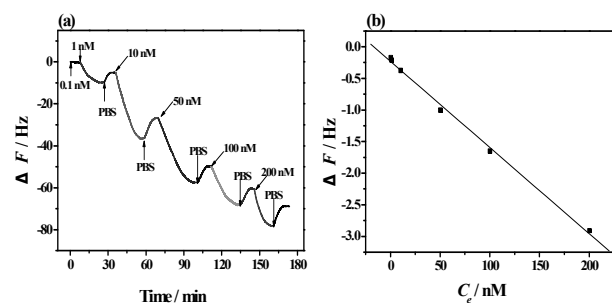 (a)
1 nM
10 nM
0
0.1 nM
PBS
50 nM
-20
PBS
100 nM
-40
PBS
PBS
200 nM
-60
PBS
-80
0 30 60 90 120 150 180
Time / min
Δ F / Hz
(b)
0.0
-0.5
-1.0
-1.5
-2.0
-2.5
-3.0
0 50 100 150 200
Ce / nM
Δ F / Hz